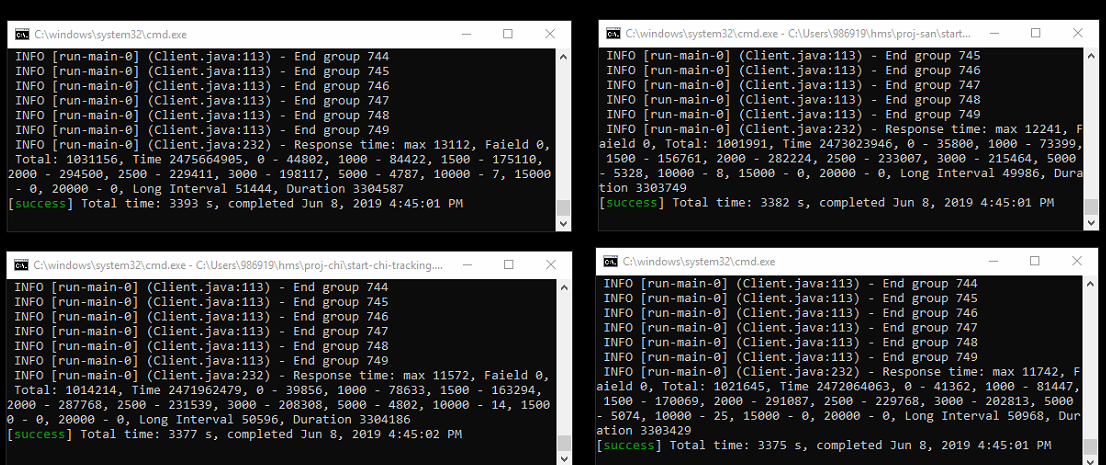 C:\windows\system32\cmd.exe
INFO [run-main-0] (Client.java:113) - End group 744
INFO [run-main-0] (Client.java:113) - End group 745
INFO [run-main-0] (Client.java:113) - End group 746
INFO [run-main-0] (Client.java:113) - End group 747
INFO [run-main-0] (Client.java:113) - End group 748
INFO [run-main-0] (Client.java:113) - End group 749
INFO [run-main-0] (Client.java:232) - Response time: max 13112, Faield 0,
Total: 1031156, Time 2475664905, 0 - 44802, 1000 - 84422, 1500 - 175110,
2000 - 294500, 2500 - 229411, 3000 - 198117, 5000 - 4787, 10000 - 7, 15000
- 0, 20000 - 0, Long Interval 51444, Duration 3304587
[success] Total time: 3393 s, completed Jun 8, 2019 4:45:01 PM
C:\windows\system32\cmd.exe - C:\Users\986919\hms\proj-san\start...
INFO [run-main-0] (Client.java:113) - End group 745
INFO [run-main-0] (Client.java:113) - End group 746
INFO [run-main-0] (Client.java:113) - End group 747
INFO [run-main-0] (Client.java:113) - End group 748
INFO [run-main-0] (Client.java:113) - End group 749
INFO [run-main-0] (Client.java:232) - Response time: max 12241, F
aield 0, Total: 1001991, Time 2473023946, 0 - 35800, 1000 - 73399,
1500 - 156761, 2000 - 282224, 2500 - 233007, 3000 - 215464, 5000
- 5328, 10000 - 8, 15000 - 0, 20000 - 0, Long Interval 49986, Dura
tion 3303749
[success] Total time: 3382 s, completed Jun 8, 2019 4:45:01 PM
C:\windows\system32\cmd.exe - C:\Users\986919\hms\proj-chi\start-chi-tracking....
INFO [run-main-0] (Client.java:113) - End group 744
INFO [run-main-0] (Client.java:113) - End group 745
INFO [run-main-0] (Client.java:113) - End group 746
INFO [run-main-0] (Client.java:113) - End group 747
INFO [run-main-0] (Client.java:113) - End group 748
INFO [run-main-0] (Client.java:113) - End group 749
INFO [run-main-0] (Client.java:232) - Response time: max 11572, Faield 0,
Total: 1014214, Time 2471962479, 0 - 39856, 1000 - 78633, 1500 - 163294,
2000 - 287768, 2500 - 231539, 3000 - 208308, 5000 - 4802, 10000 - 14, 1500
0 - 0, 20000 - 0, Long Interval 50596, Duration 3304186
[success] Total time: 3377 s, completed Jun 8, 2019 4:45:02 PM
C:\windows\system32\cmd.exe
INFO [run-main-0] (Client.java:113) - End group 744
INFO [run-main-0] (Client.java:113) - End group 745
INFO [run-main-0] (Client.java:113) - End group 746
INFO [run-main-0] (Client.java:113) - End group 747
INFO [run-main-0] (Client.java:113) - End group 748
INFO [run-main-0] (Client.java:113) - End group 749
INFO [run-main-0] (Client.java:232) - Response time: max 11742, F
aield 0, Total: 1021645, Time 2472064063, 0 - 41362, 1000 - 81447,
1500 - 170069, 2000 - 291087, 2500 - 229768, 3000 - 202813, 5000
- 5074, 10000 - 25, 15000 - 0, 20000 - 0, Long Interval 50968, Dur
ation 3303429
[success] Total time: 3375 s, completed Jun 8, 2019 4:45:01 PM